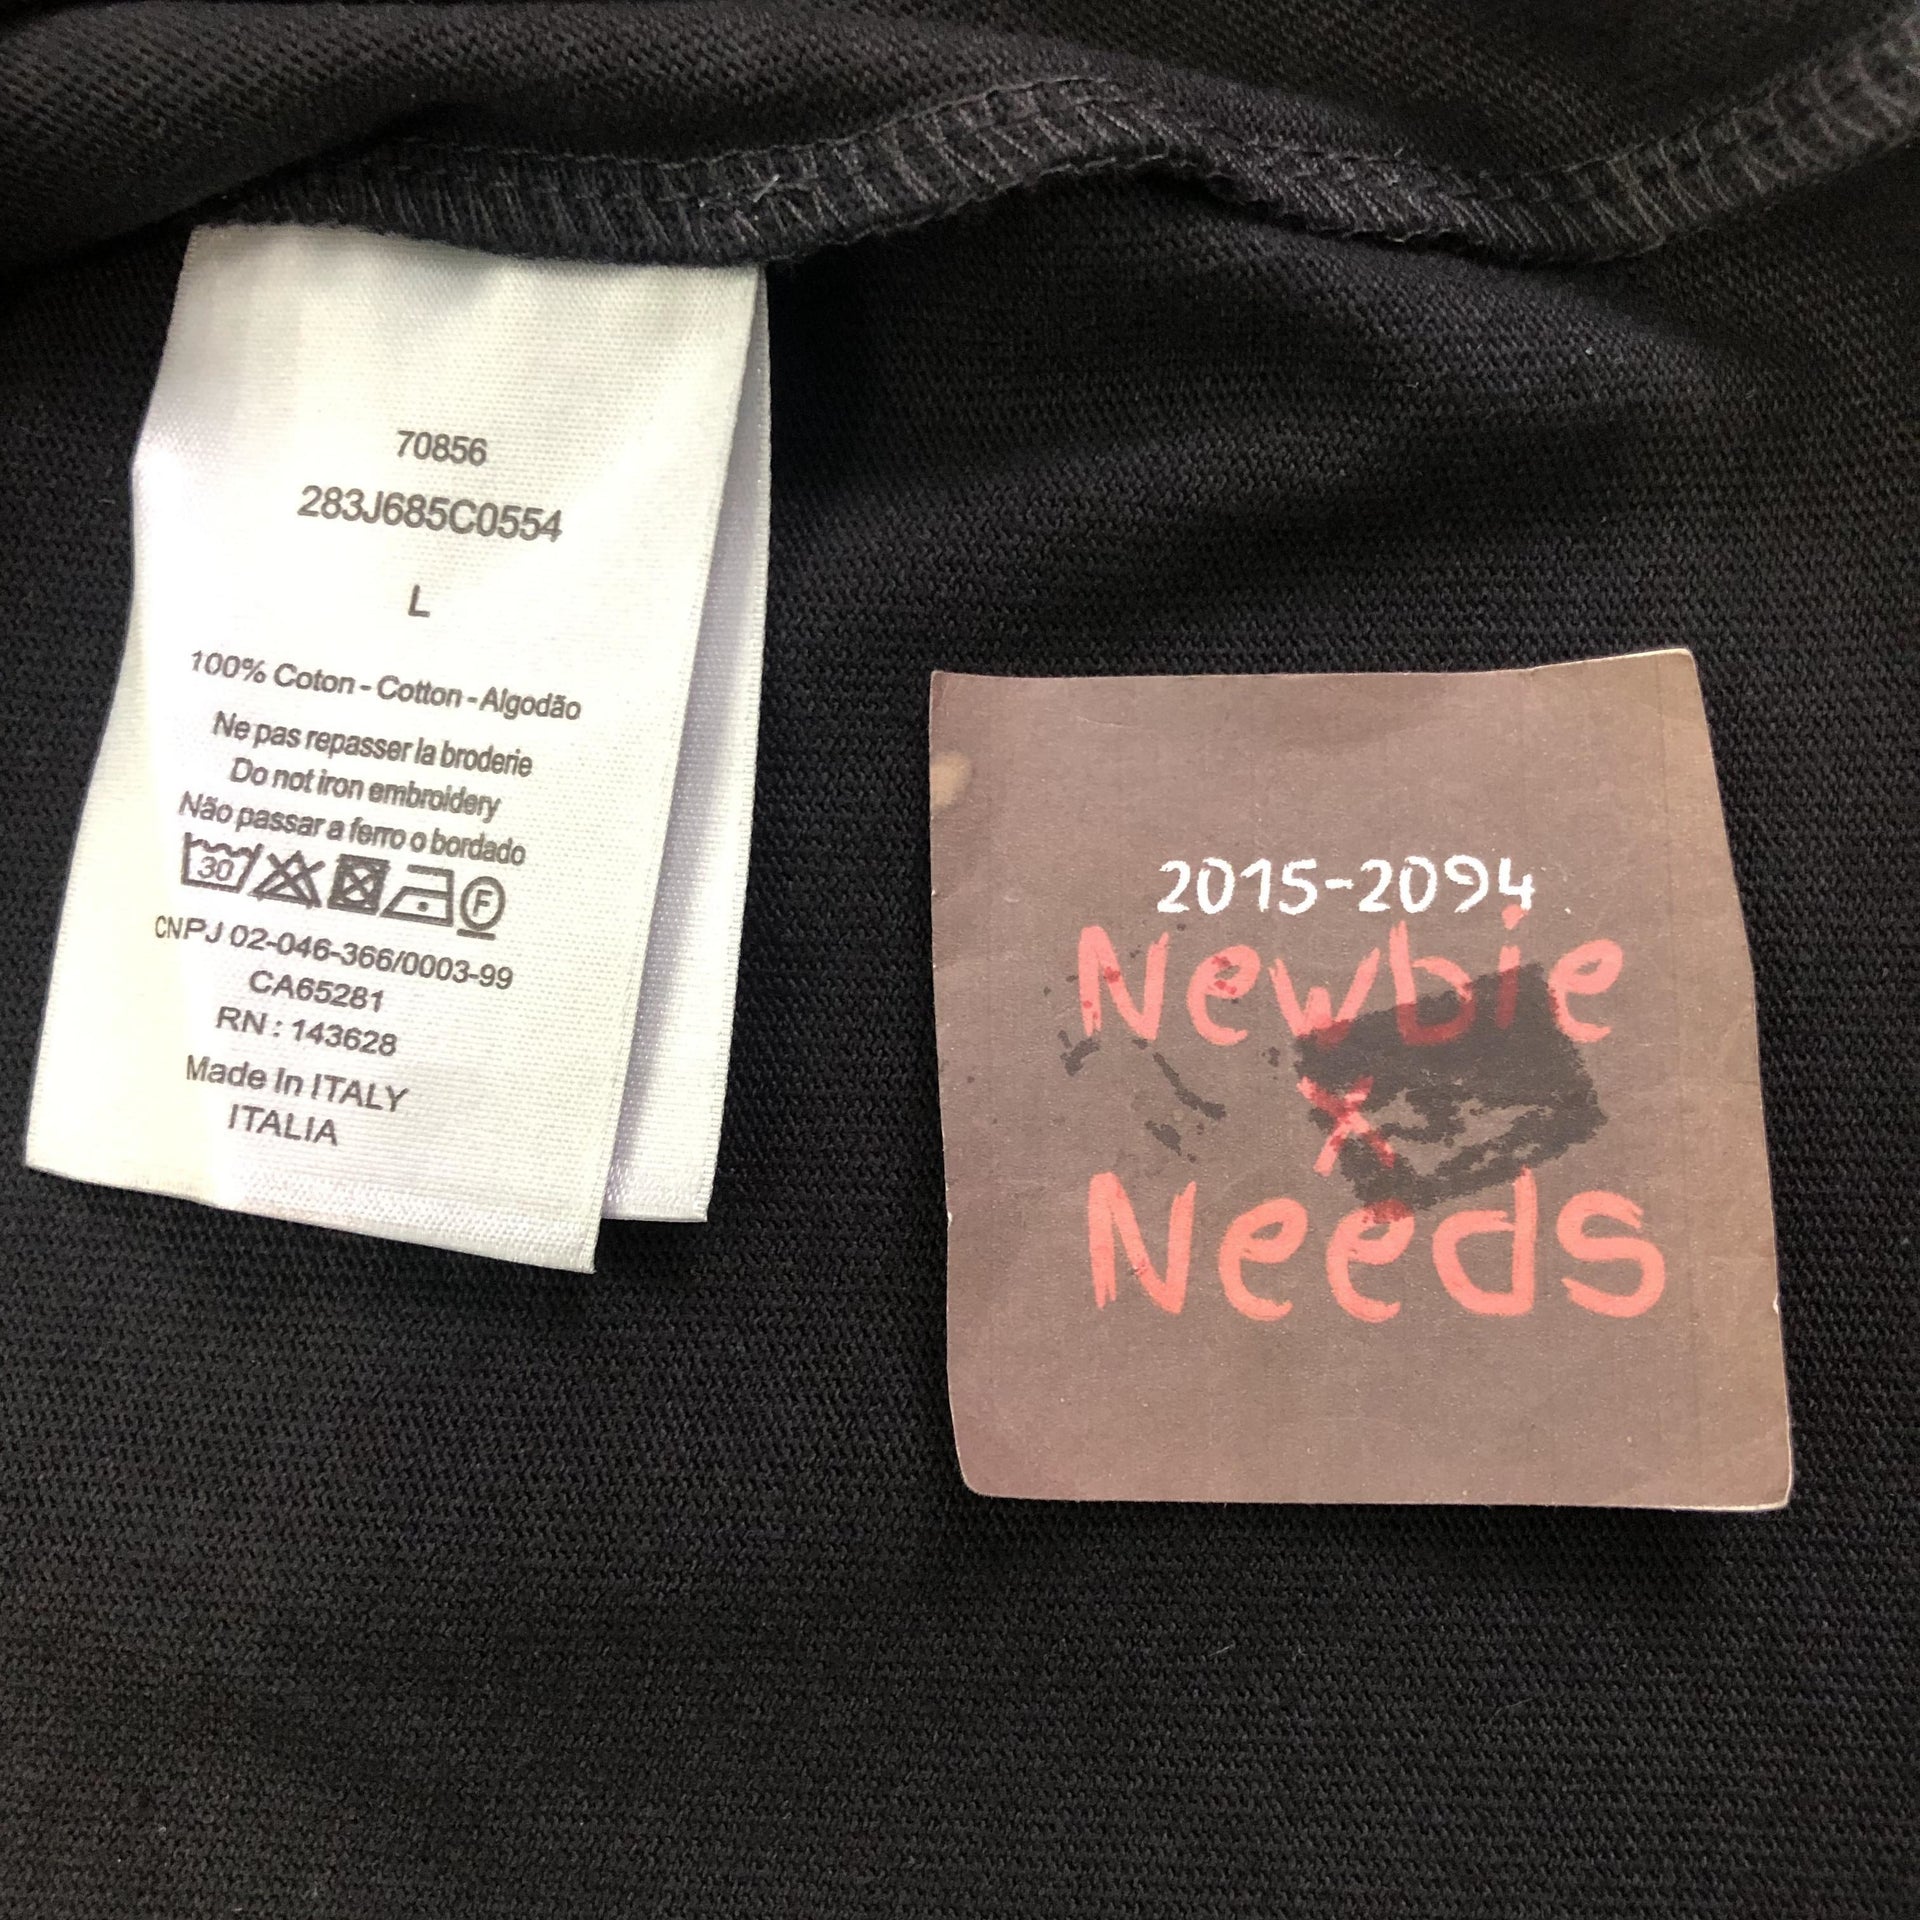 70856
283J685C0554
L
100% Coton - Cotton - Algodão
Ne pas repasser la broderie
Do not iron embroidery
Não passar a ferro o bordado
30 F
CNPJ 02-046-366/0003-99
CA65281
RN : 143628
Made In ITALY
ITALIA
2015-2094
Newbie
x
Needs